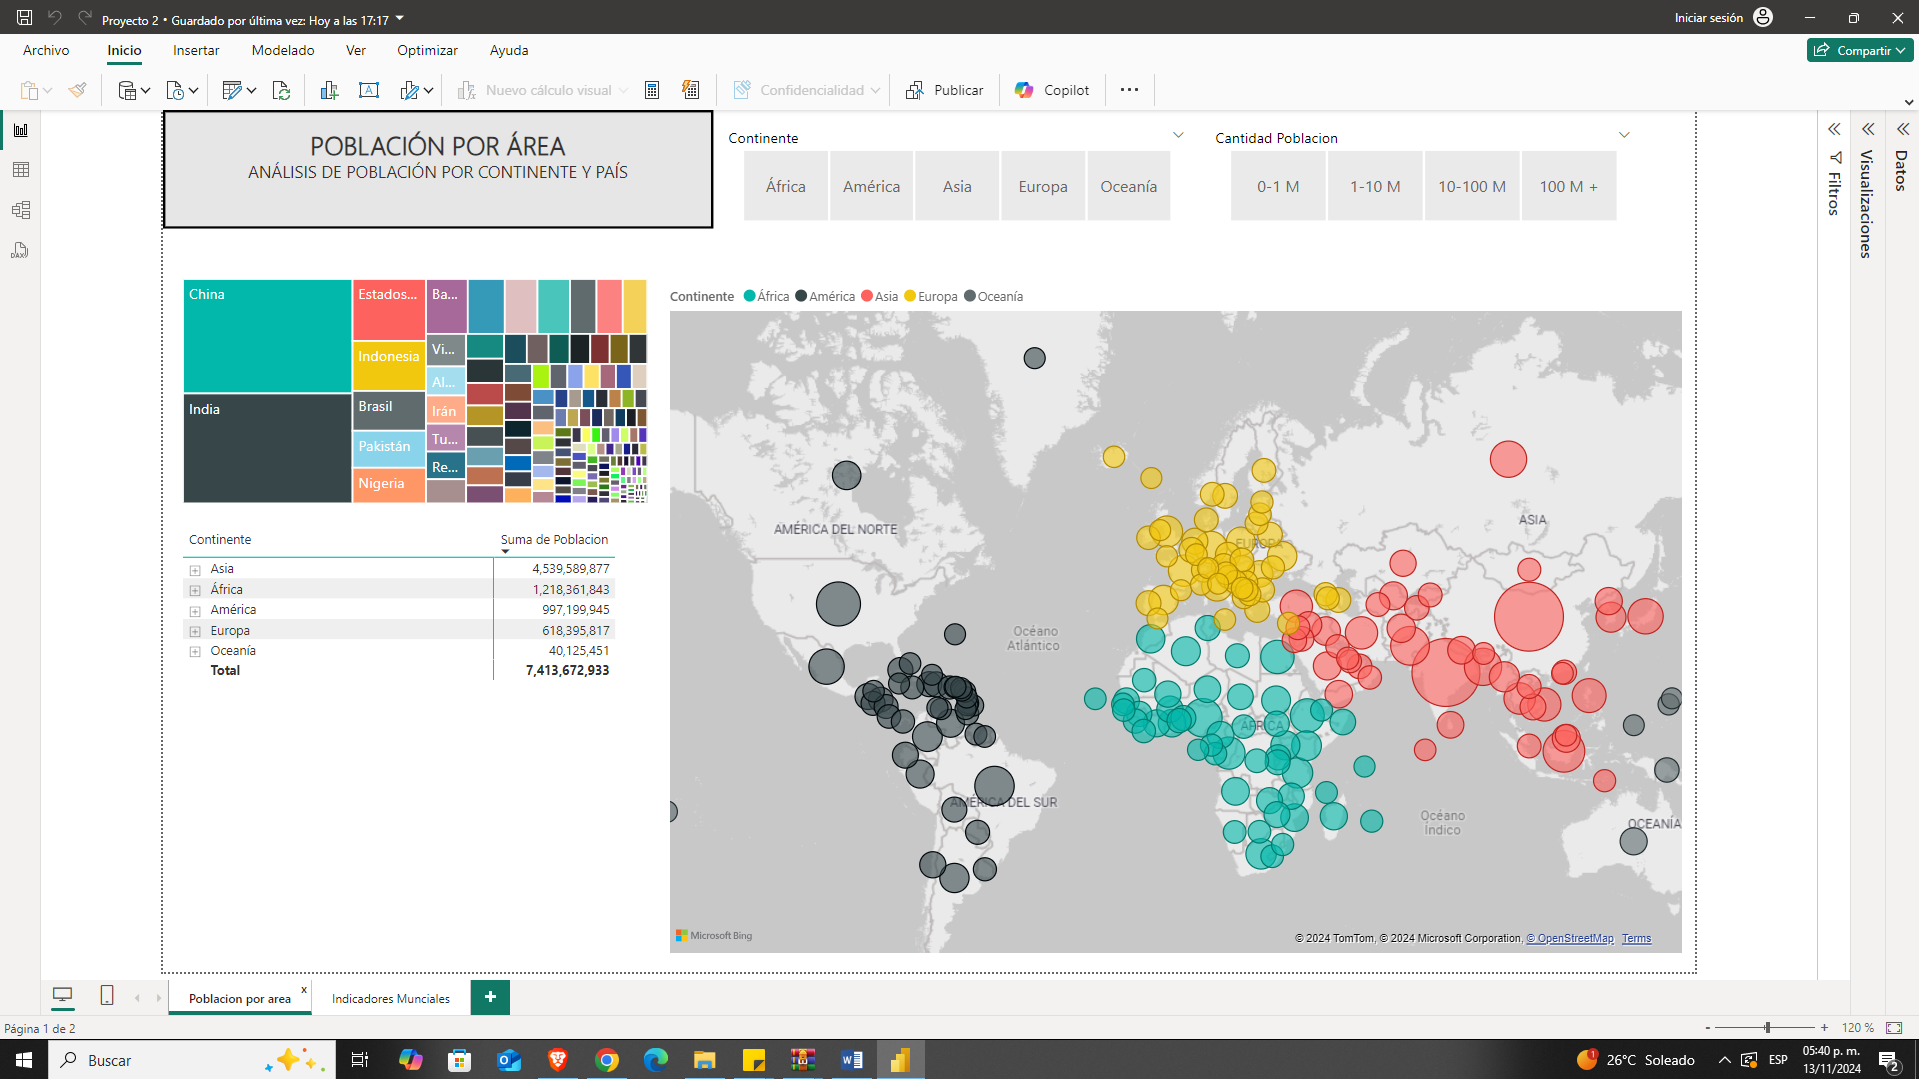 Proyecto 2 • Guardado por última vez: Hoy a las 17:17
Iniciar sesión
Archivo
Inicio
Insertar
Modelado
Ver
Optimizar
Ayuda
Compartir
Nuevo cálculo visual
Confidencialidad
Publicar
Copilot
POBLACIÓN POR ÁREA
ANÁLISIS DE POBLACIÓN POR CONTINENTE Y PAÍS
Continente
África
América
Asia
Europa
Oceanía
Cantidad Poblacion
0-1 M
1-10 M
10-100 M
100 M +
Filtros
Visualizaciones
Datos
DAX
China
India
Estados...
Indonesia
Brasil
Pakistán
Nigeria
Ba...
Vi...
Al...
Irán
Tu...
Re...
Continente África América Asia Europa Oceanía
AMÉRICA DEL NORTE
Océano
Atlántico
EUROPA
ASIA
ÁFRICA
AMÉRICA DEL SUR
Océano
Índico
OCEANÍA
Microsoft Bing
© 2024 TomTom, © 2024 Microsoft Corporation, © OpenStreetMap Terms
Continente Suma de Poblacion
Asia 4,539,589,877
África 1,218,361,843
América 997,199,945
Europa 618,395,817
Oceanía 40,125,451
Total 7,413,672,933
Poblacion por area
x
Indicadores Munciales
+
Página 1 de 2
- + 120 %
Buscar
1
26°C Soleado
ESP
05:40 p. m.
13/11/2024
2